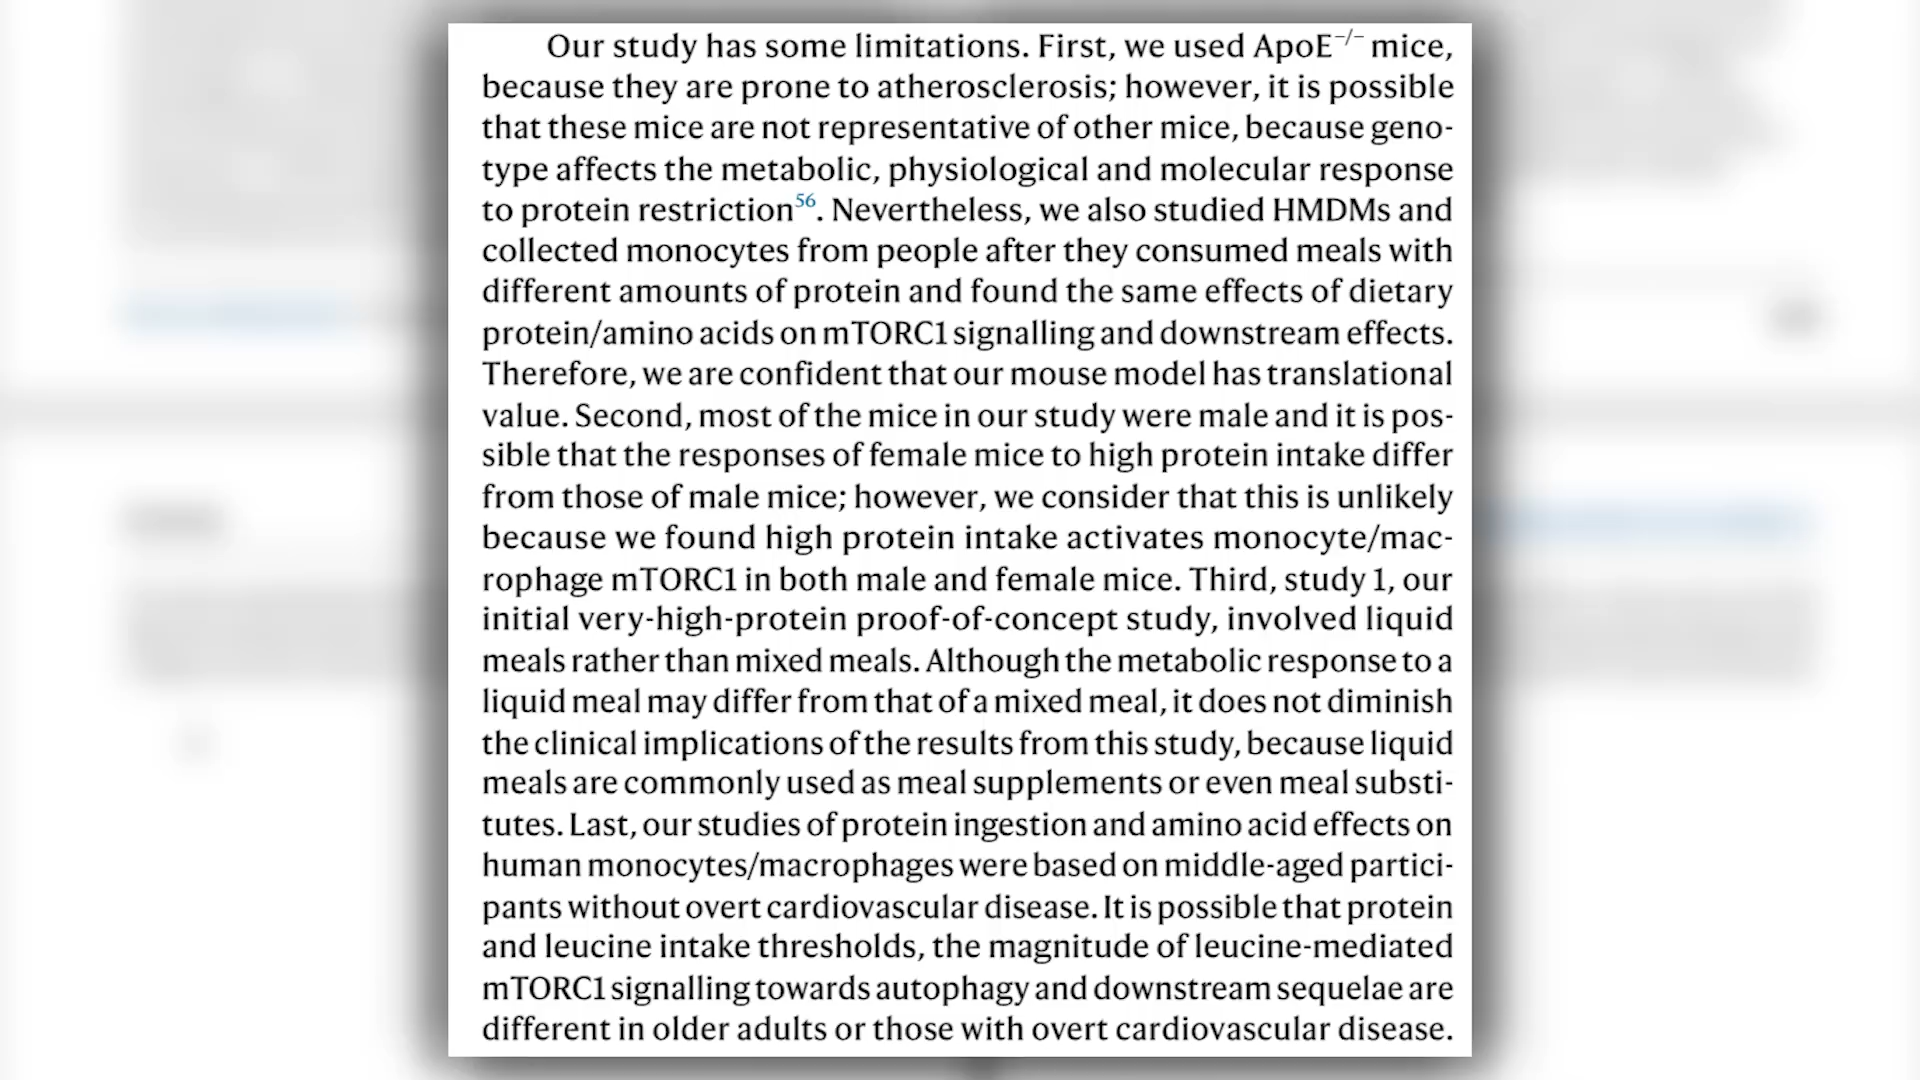 Our study has some limitations. First, we used ApoE−/− mice,
because they are prone to atherosclerosis; however, it is possible
that these mice are not representative of other mice, because geno-
type affects the metabolic, physiological and molecular response
to protein restriction56. Nevertheless, we also studied HMDMs and
collected monocytes from people after they consumed meals with
different amounts of protein and found the same effects of dietary
protein/amino acids on mTORC1 signalling and downstream effects.
Therefore, we are confident that our mouse model has translational
value. Second, most of the mice in our study were male and it is pos-
sible that the responses of female mice to high protein intake differ
from those of male mice; however, we consider that this is unlikely
because we found high protein intake activates monocyte/mac-
rophage mTORC1 in both male and female mice. Third, study 1, our
initial very-high-protein proof-of-concept study, involved liquid
meals rather than mixed meals. Although the metabolic response to a
liquid meal may differ from that of a mixed meal, it does not diminish
the clinical implications of the results from this study, because liquid
meals are commonly used as meal supplements or even meal substi-
tutes. Last, our studies of protein ingestion and amino acid effects on
human monocytes/macrophages were based on middle-aged partici-
pants without overt cardiovascular disease. It is possible that protein
and leucine intake thresholds, the magnitude of leucine-mediated
mTORC1 signalling towards autophagy and downstream sequelae are
different in older adults or those with overt cardiovascular disease.